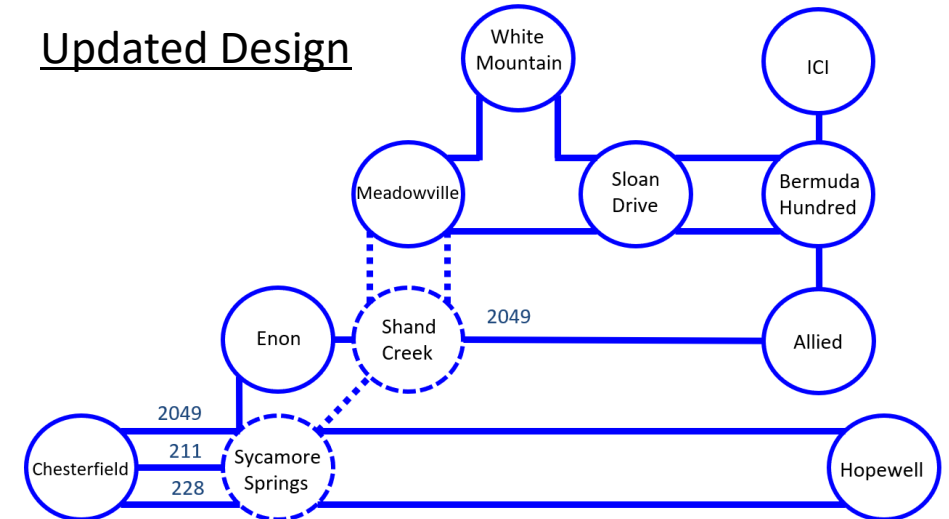 Updated Design
White
Mountain
ICI
Meadowville
Sloan
Drive
Bermuda
Hundred
Enon
Shand
Creek
2049
Allied
2049
211
228
Chesterfield
Sycamore
Springs
Hopewell